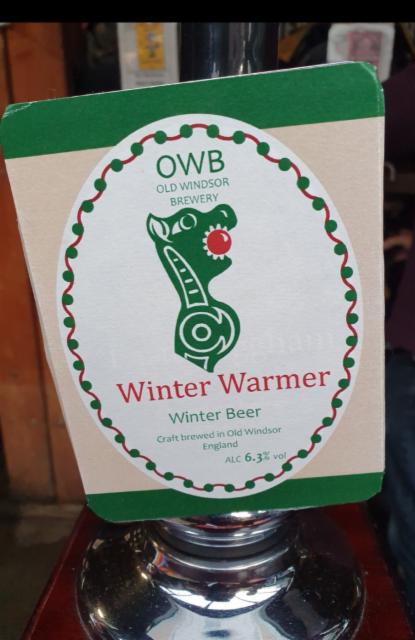 OWB
OLD WINDSOR
BREWERY
Winter Warmer
Winter Beer
Craft brewed in Old Windsor
England
ALC 6.3% vol